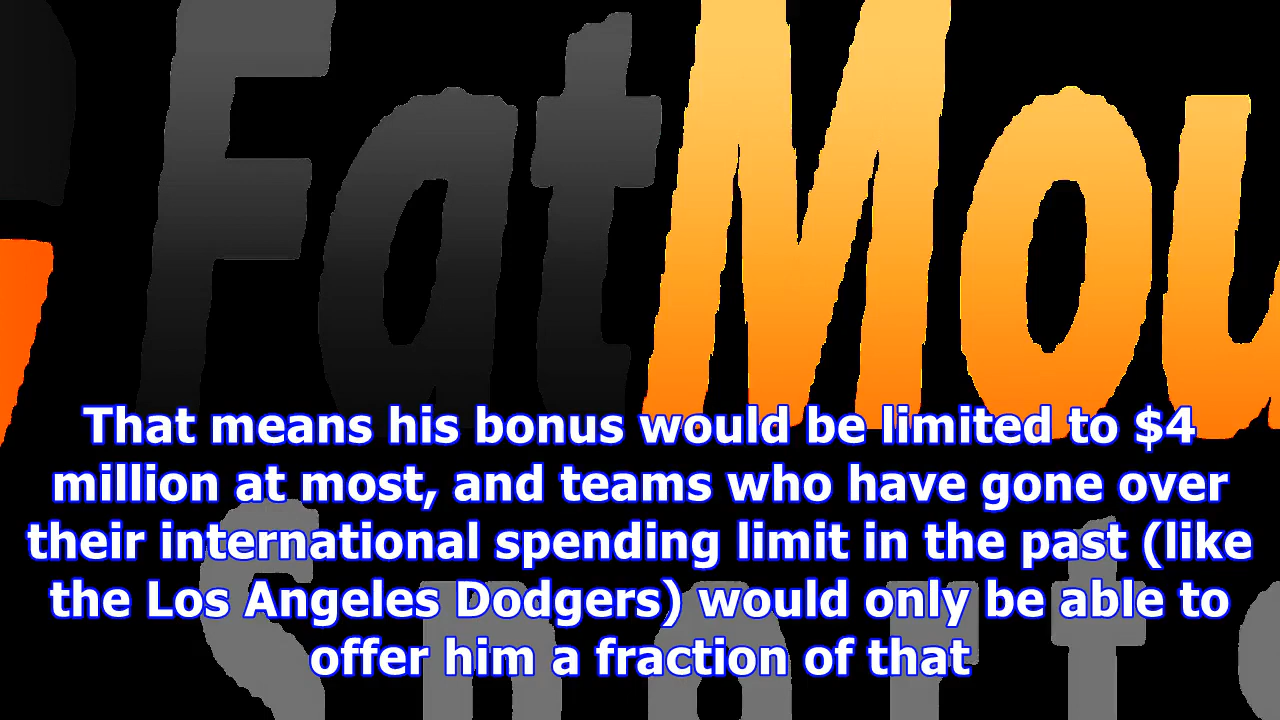 FatMou
Sports
That means his bonus would be limited to $4
million at most, and teams who have gone over
their international spending limit in the past (like
the Los Angeles Dodgers) would only be able to
offer him a fraction of that